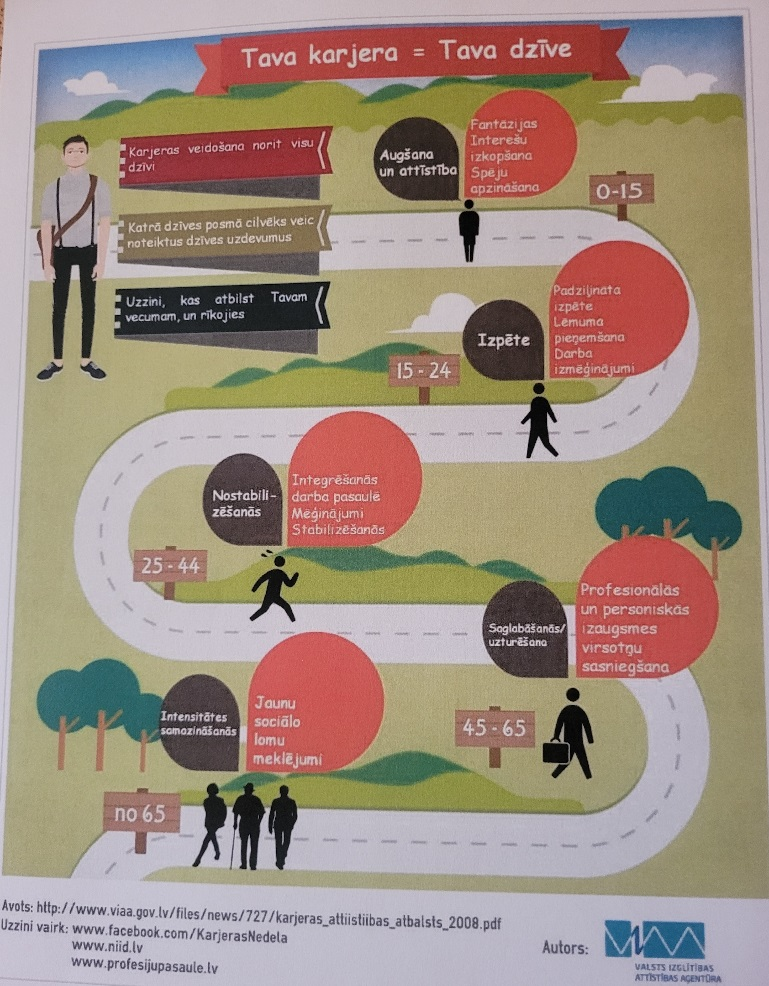 Tava karjera = Tava dzīve
Karjeras veidošana norit visu
dzīvi
Katrā dzīves posmā cilvēks veic
noteiktus dzīves uzdevumus
Uzzini, kas atbilst Tavam
vecumam, un rīkojies
Augšana
un attīstība
Fantāzijas
Interešu
izkopšana
Spēju
apzināšana
0-15
Izpēte
Padziļināta
izpēte
Lēmuma
pieņemšana
Darba
izmēģinājumi
15 - 24
Nostabili-
zēšanās
Integrēšanās
darba pasaulē
Mēģinājumi
Stabilizēšanās
25 - 44
Saglabāšanās/
uzturēšana
Profesionālās
un personiskās
izaugsmes
virsotņu
sasniegšana
45 - 65
Intensitātes
samazināšanās
Jaunu
sociālo
lomu
meklējumi
no 65
Avots: http://www.viaa.gov.lv/files/news/727/karjeras_attiistiibas_atbalsts_2008.pdf
Uzzini vairk: www.facebook.com/KarjerasNedela
www.niid.lv
www.profesijupasaule.lv
Autors:
VIAA
VALSTS IZGLĪTĪBAS
ATTĪSTĪBAS AĢENTŪRA